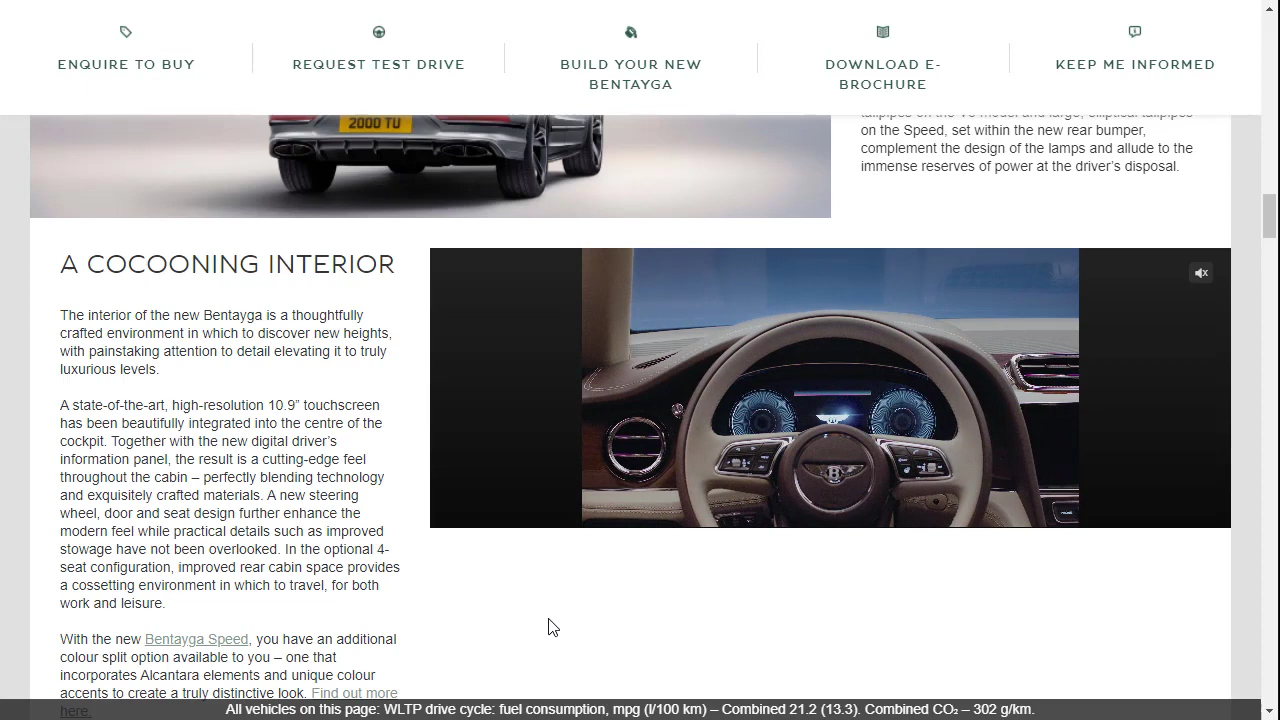 ENQUIRE TO BUY
REQUEST TEST DRIVE
BUILD YOUR NEW
BENTAYGA
DOWNLOAD E-
BROCHURE
KEEP ME INFORMED
2000 TU
tailpipes on the V8 model and large, elliptical tailpipes
on the Speed, set within the new rear bumper,
complement the design of the lamps and allude to the
immense reserves of power at the driver’s disposal.
A COCOONING INTERIOR
The interior of the new Bentayga is a thoughtfully
crafted environment in which to discover new heights,
with painstaking attention to detail elevating it to truly
luxurious levels.
A state-of-the-art, high-resolution 10.9” touchscreen
has been beautifully integrated into the centre of the
cockpit. Together with the new digital driver’s
information panel, the result is a cutting-edge feel
throughout the cabin – perfectly blending technology
and exquisitely crafted materials. A new steering
wheel, door and seat design further enhance the
modern feel while practical details such as improved
stowage have not been overlooked. In the optional 4-
seat configuration, improved rear cabin space provides
a cossetting environment in which to travel, for both
work and leisure.
With the new Bentayga Speed, you have an additional
colour split option available to you – one that
incorporates Alcantara elements and unique colour
accents to create a truly distinctive look. Find out more
here.
B
All vehicles on this page: WLTP drive cycle: fuel consumption, mpg (l/100 km) – Combined 21.2 (13.3). Combined CO₂ – 302 g/km.